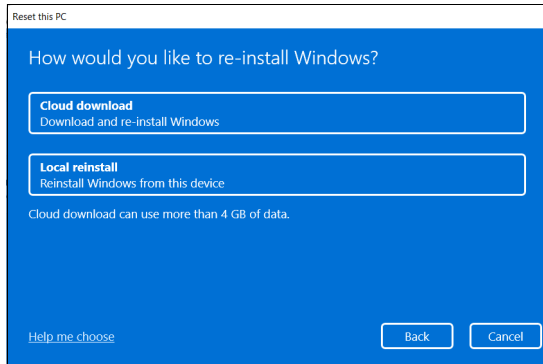 Reset this PC
How would you like to re-install Windows?
Cloud download
Download and re-install Windows
Local reinstall
Reinstall Windows from this device
Cloud download can use more than 4 GB of data.
Help me choose
Back
Cancel